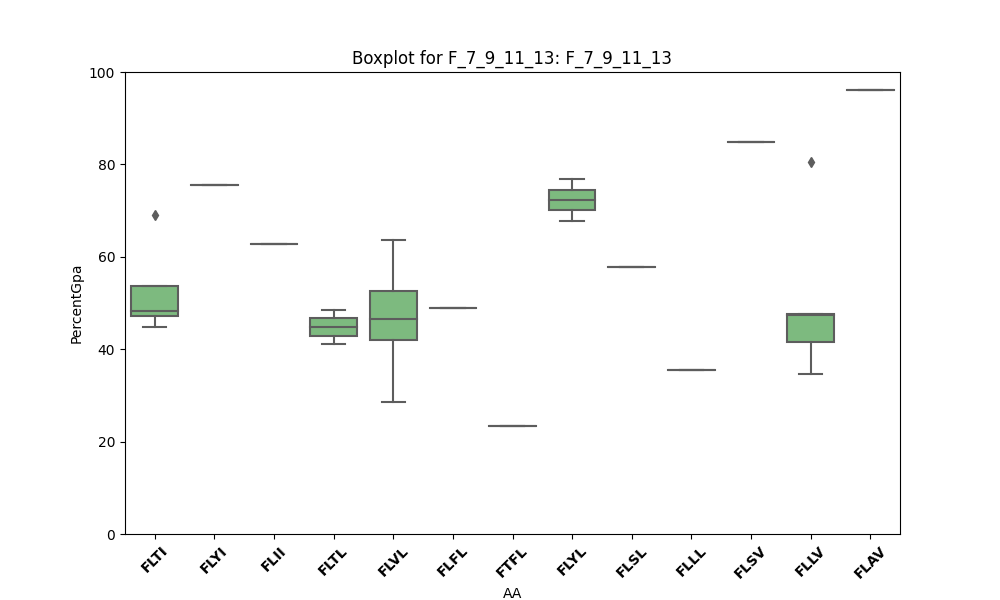 Boxplot for F_7_9_11_13: F_7_9_11_13
100
80
60
40
20
0
PercentGpa
FLTI
FLYI
FLII
FLTL
FLVL
FLFL
FTFL
FLYL
FLSL
FLLL
FLSV
FLLV
FLAV
AA